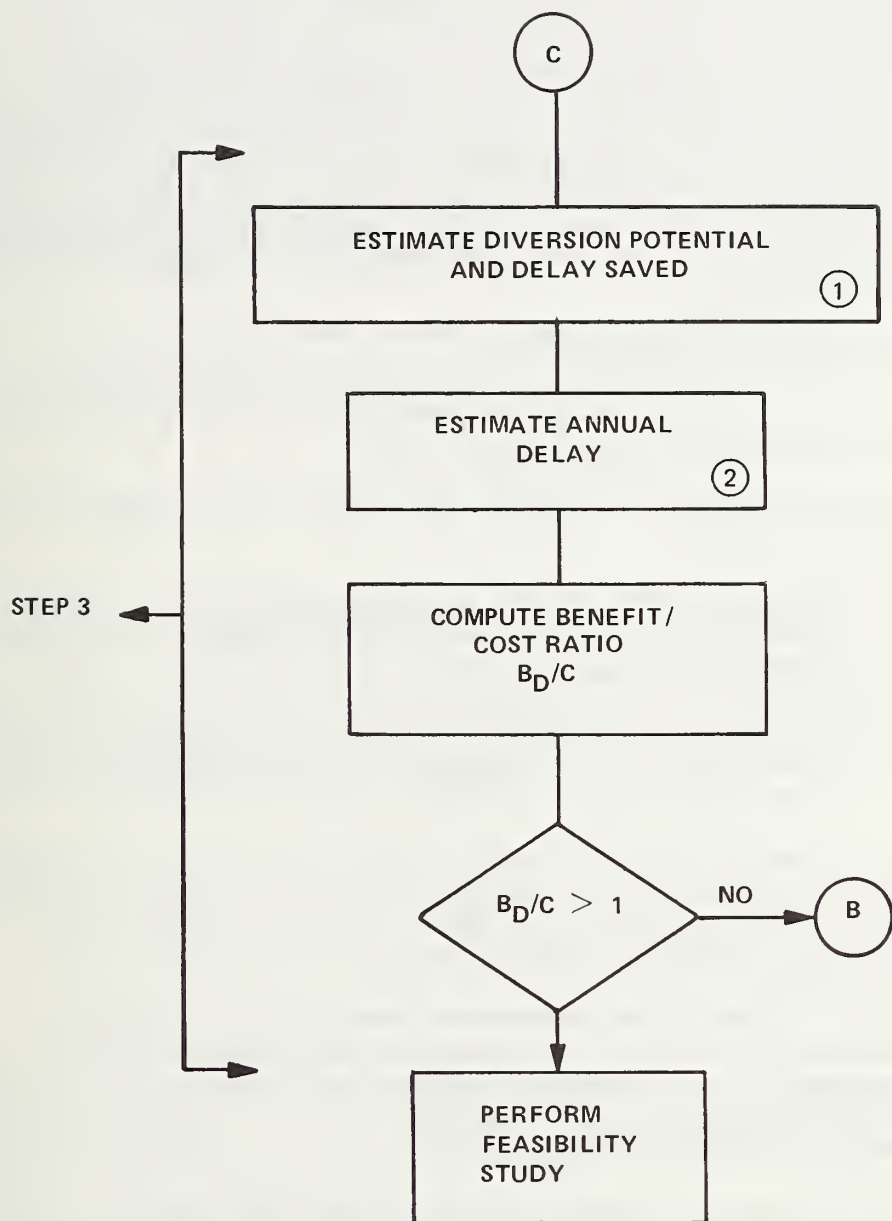 C
ESTIMATE DIVERSION POTENTIAL
AND DELAY SAVED
1
ESTIMATE ANNUAL
DELAY
2
STEP 3
COMPUTE BENEFIT/
COST RATIO
B_D/C
B_D/C > 1
NO
B
PERFORM
FEASIBILITY
STUDY